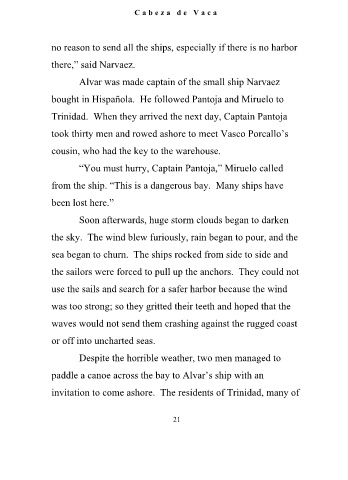 Cabeza de Vaca
no reason to send all the ships, especially if there is no harbor
there,” said Narvaez.
Alvar was made captain of the small ship Narvaez
bought in Hispañola.  He followed Pantoja and Miruelo to
Trinidad.  When they arrived the next day, Captain Pantoja
took thirty men and rowed ashore to meet Vasco Porcallo’s
cousin, who had the key to the warehouse.
“You must hurry, Captain Pantoja,” Miruelo called
from the ship. “This is a dangerous bay.  Many ships have
been lost here.”
Soon afterwards, huge storm clouds began to darken
the sky.  The wind blew furiously, rain began to pour, and the
sea began to churn.  The ships rocked from side to side and
the sailors were forced to pull up the anchors.  They could not
use the sails and search for a safer harbor because the wind
was too strong; so they gritted their teeth and hoped that the
waves would not send them crashing against the rugged coast
or off into uncharted seas.
Despite the horrible weather, two men managed to
paddle a canoe across the bay to Alvar’s ship with an
invitation to come ashore.  The residents of Trinidad, many of
21